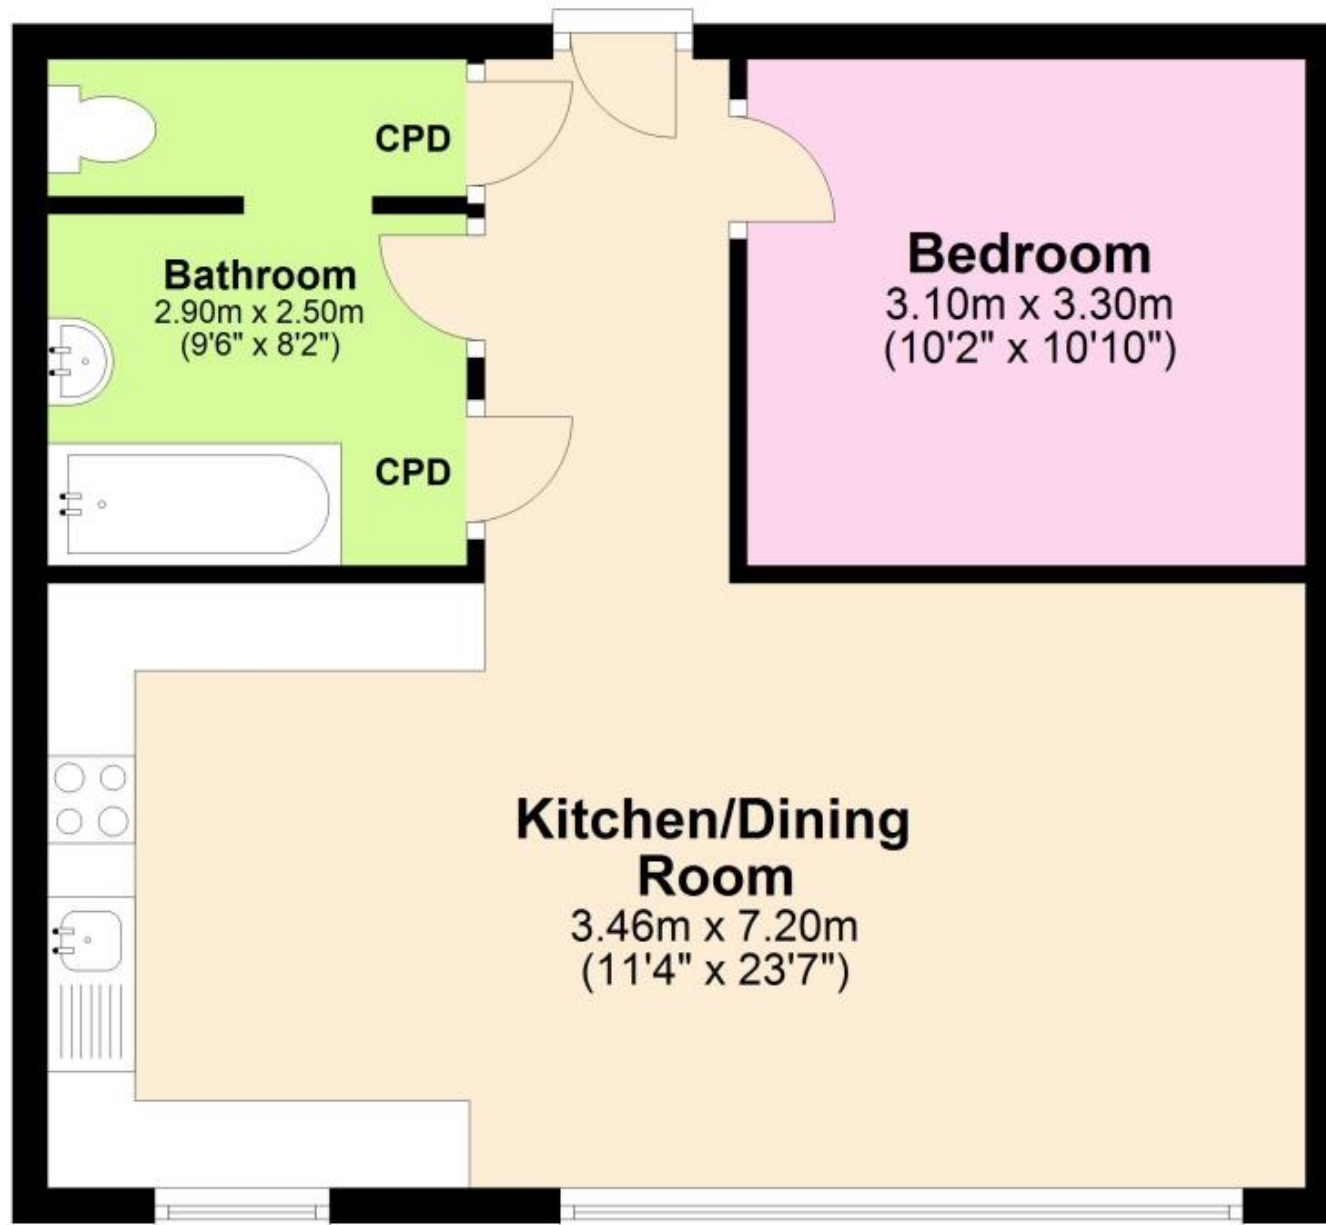 CPD
Bathroom
2.90m x 2.50m
(9'6" x 8'2")
CPD
Bedroom
3.10m x 3.30m
(10'2" x 10'10")
Kitchen/Dining
Room
3.46m x 7.20m
(11'4" x 23'7")